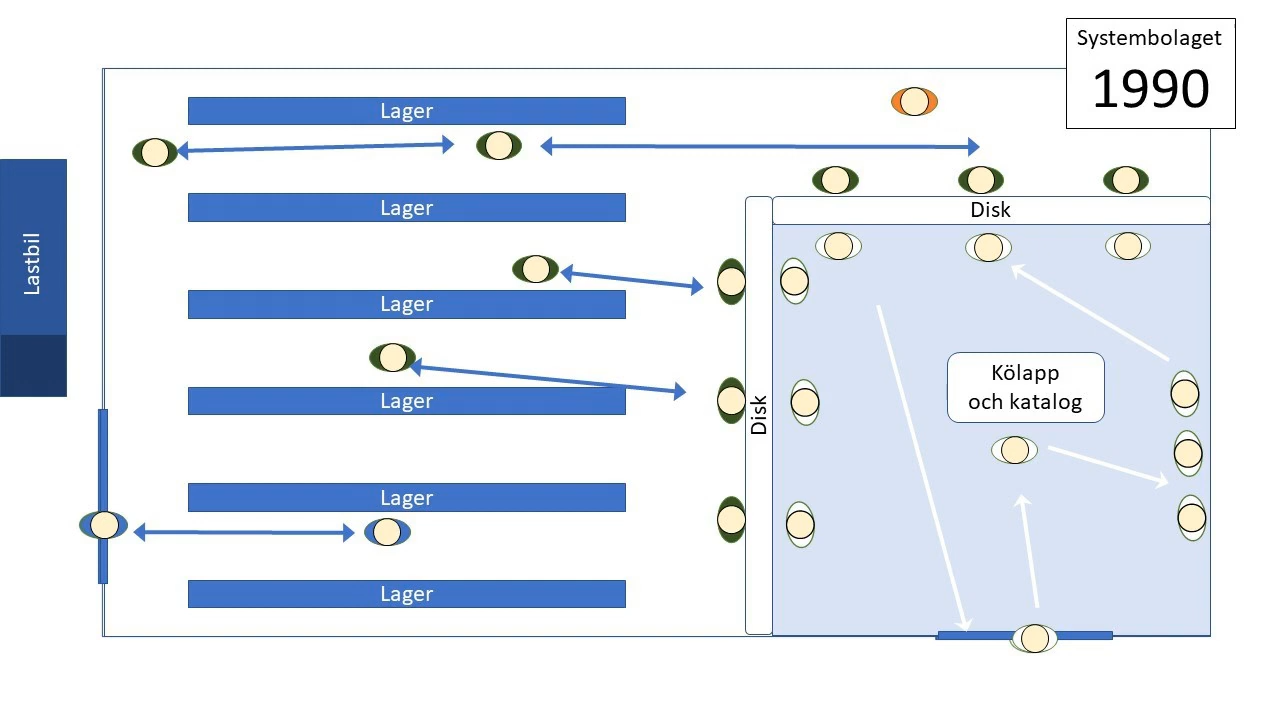 Systembolaget
1990
Lager
Lager
Disk
Lastbil
Lager
Kölapp
och katalog
Lager
Disk
Lager
Lager